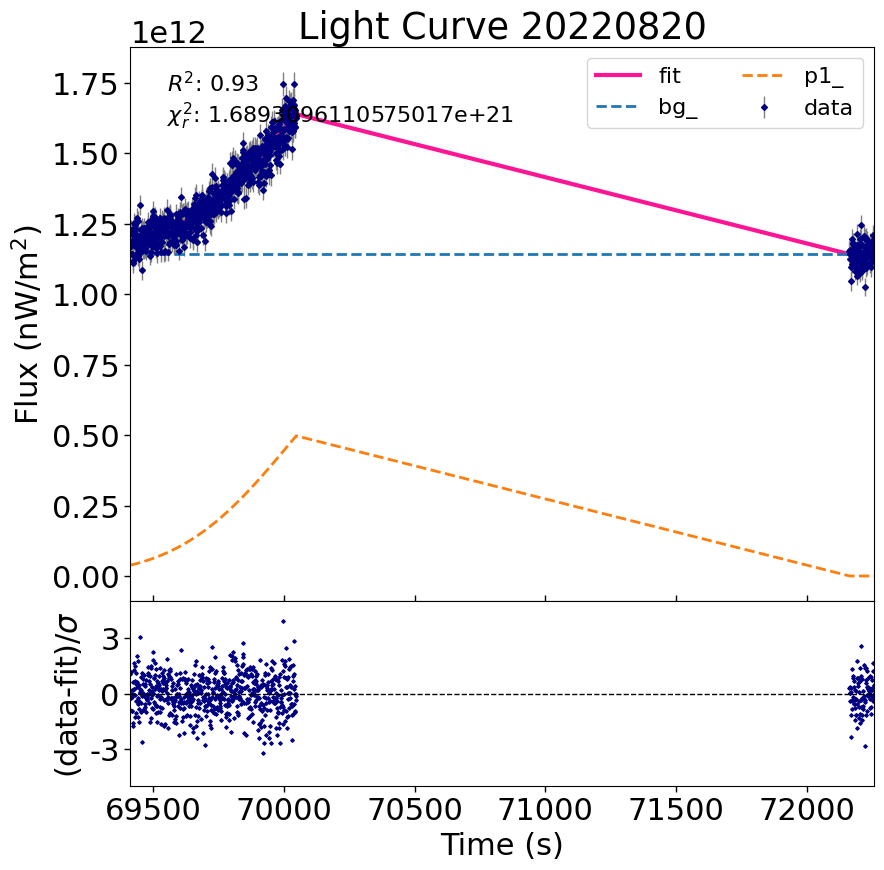 Light Curve 20220820
1e12
R²: 0.93
χ²ᵣ: 1.6893096110575017e+21
fit
bg_
p1_
data
Flux (nW/m²)
1.75
1.50
1.25
1.00
0.75
0.50
0.25
0.00
(data-fit)/σ
3
0
-3
69500 70000 70500 71000 71500 72000
Time (s)